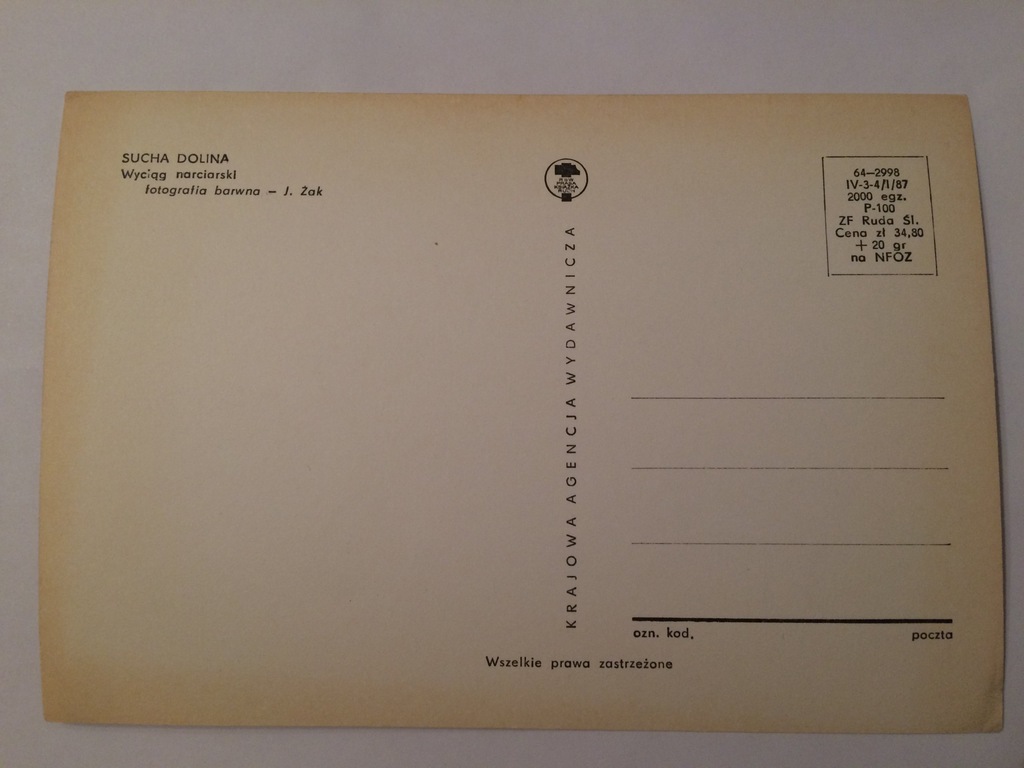 SUCHA DOLINA
Wyciąg narciarski
fotografia barwna — J. Żak
KRAJOWA AGENCJA WYDAWNICZA
64—2998
IV-3-4/I/87
2000 egz.
P-100
ZF Ruda Śl.
Cena zł 34,80
+ 20 gr
na NFOZ
ozn. kod.
poczta
Wszelkie prawa zastrzeżone